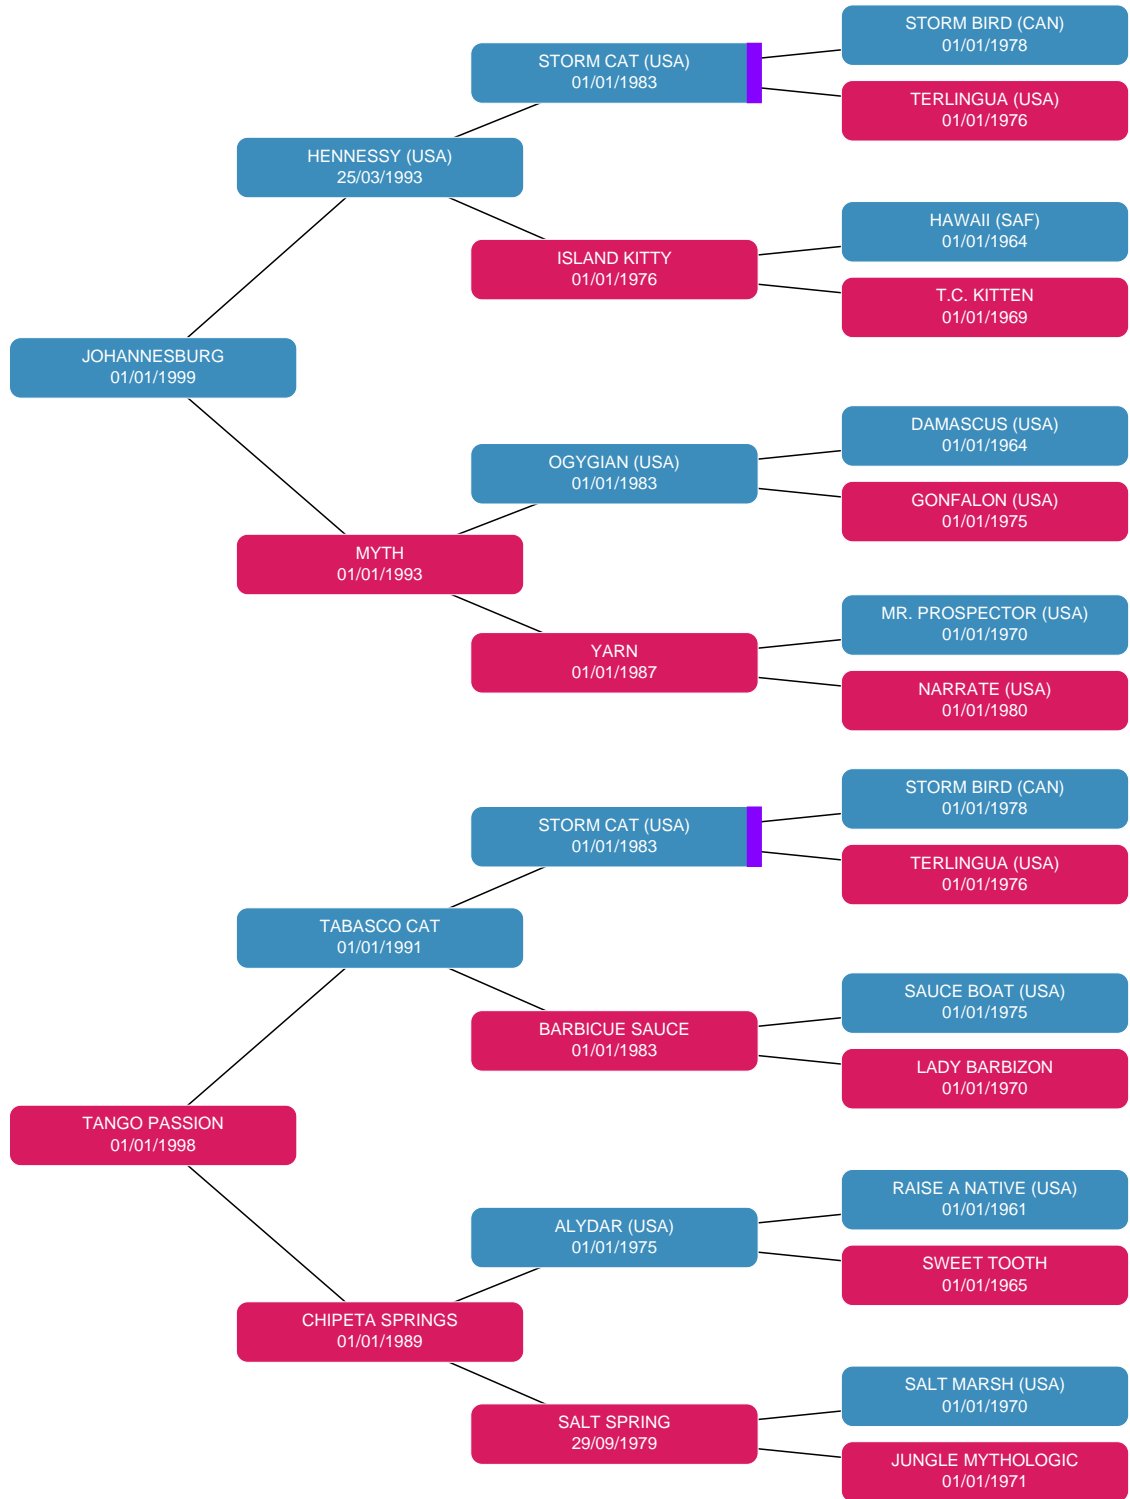 STORM BIRD (CAN)
01/01/1978
STORM CAT (USA)
01/01/1983
TERLINGUA (USA)
01/01/1976
HENNESSY (USA)
25/03/1993
HAWAII (SAF)
01/01/1964
ISLAND KITTY
01/01/1976
T.C. KITTEN
01/01/1969
JOHANNESBURG
01/01/1999
DAMASCUS (USA)
01/01/1964
OGYGIAN (USA)
01/01/1983
GONFALON (USA)
01/01/1975
MYTH
01/01/1993
MR. PROSPECTOR (USA)
01/01/1970
YARN
01/01/1987
NARRATE (USA)
01/01/1980
STORM BIRD (CAN)
01/01/1978
STORM CAT (USA)
01/01/1983
TERLINGUA (USA)
01/01/1976
TABASCO CAT
01/01/1991
SAUCE BOAT (USA)
01/01/1975
BARBICUE SAUCE
01/01/1983
LADY BARBIZON
01/01/1970
TANGO PASSION
01/01/1998
RAISE A NATIVE (USA)
01/01/1961
ALYDAR (USA)
01/01/1975
SWEET TOOTH
01/01/1965
CHIPETA SPRINGS
01/01/1989
SALT MARSH (USA)
01/01/1970
SALT SPRING
29/09/1979
JUNGLE MYTHOLOGIC
01/01/1971